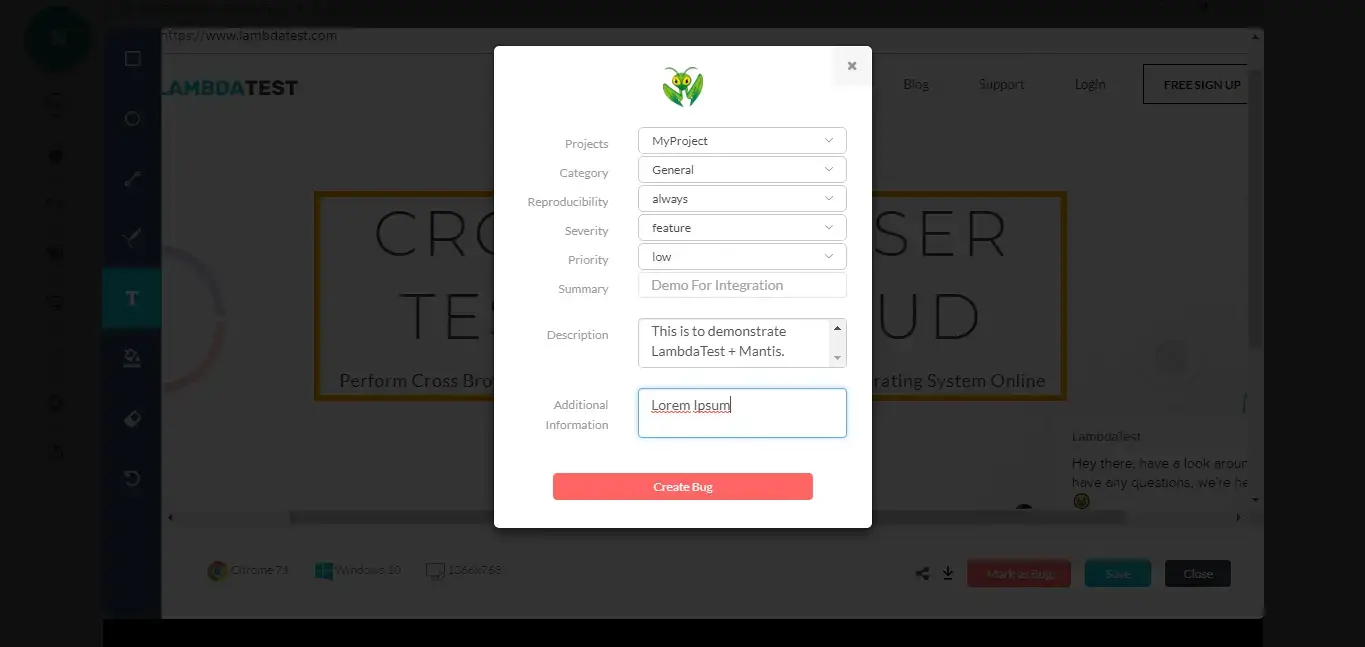 https://www.lambdatest.com
LAMBDATEST
Blog
Support
Login
FREE SIGN UP
Projects
MyProject
Category
General
Reproducibility
always
Severity
feature
Priority
low
Summary
Demo For Integration
Description
This is to demonstrate
LambdaTest + Mantis.
Additional
Information
Lorem Ipsum
Create Bug
CRO
SER
TES
UD
Perform Cross Bro
rating System Online
T
LambdaTest
Hey there, have a look aroun
have any questions, we're he
Chrome 73
Windows 10
1366x768
Mark as Bug
Save
Close